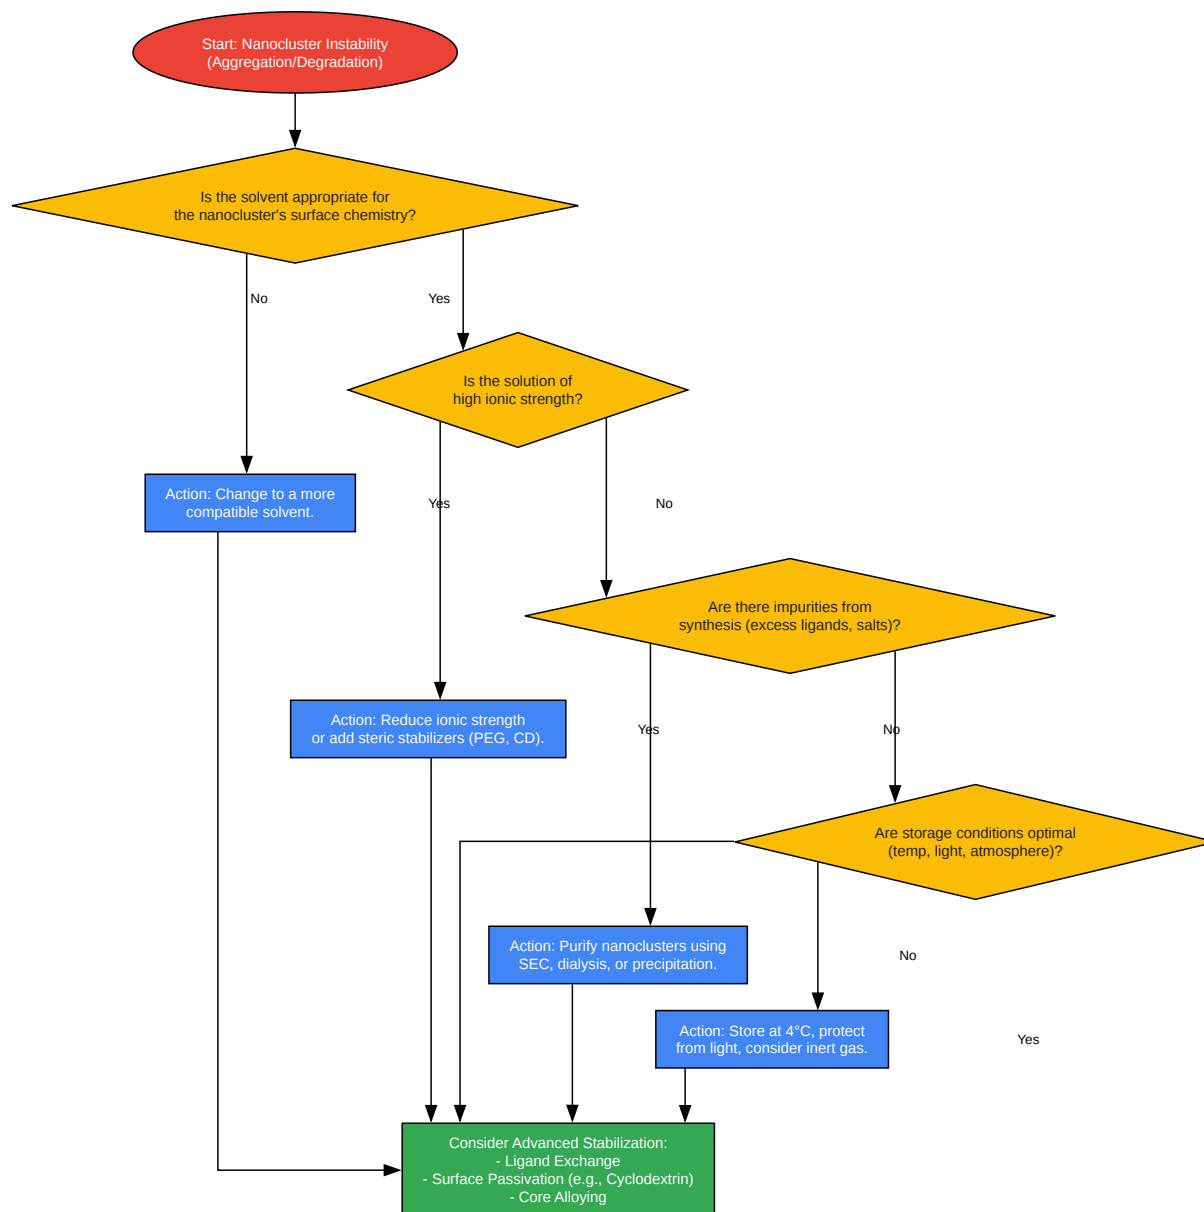 Start: Nanocluster Instability
(Aggregation/Degradation)
Is the solvent appropriate for
the nanocluster's surface chemistry?
No
Yes
Is the solution of
high ionic strength?
Action: Change to a more
compatible solvent.
Yes
No
Are there impurities from
synthesis (excess ligands, salts)?
Action: Reduce ionic strength
or add steric stabilizers (PEG, CD).
Yes
No
Are storage conditions optimal
(temp, light, atmosphere)?
Action: Purify nanoclusters using
SEC, dialysis, or precipitation.
No
Action: Store at 4°C, protect
from light, consider inert gas.
Yes
Consider Advanced Stabilization:
- Ligand Exchange
- Surface Passivation (e.g., Cyclodextrin)
- Core Alloying